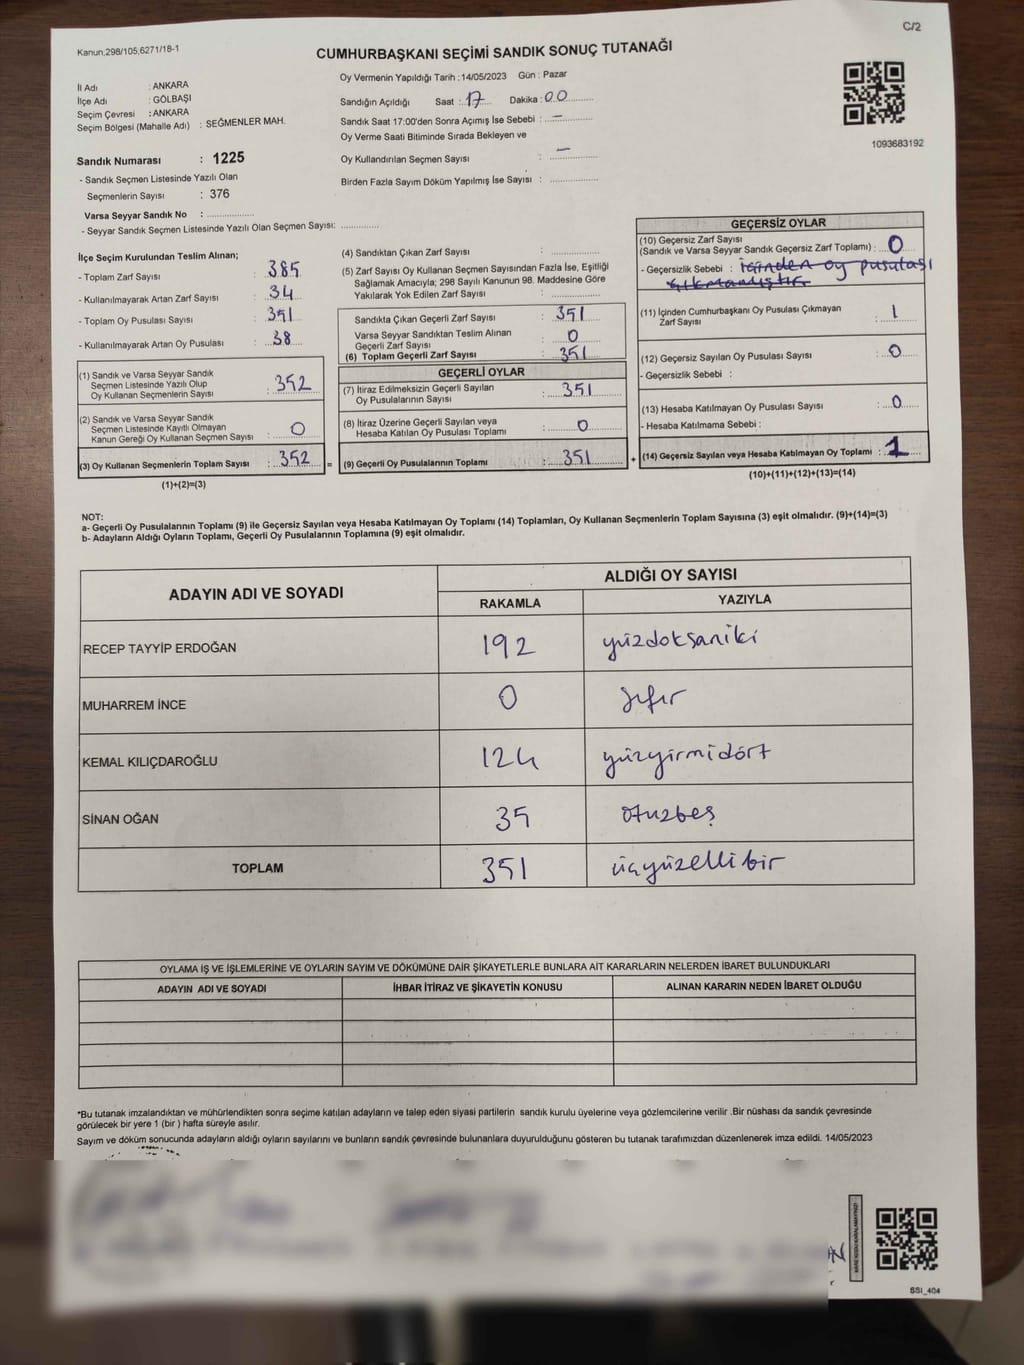 C/2
Kanun,298/105,6271/18-1
CUMHURBAŞKANI SEÇİMİ SANDIK SONUÇ TUTANAĞI
İl Adı : ANKARA
İlçe Adı : GÖLBAŞI
Seçim Çevresi : ANKARA
Seçim Bölgesi (Mahalle Adı) : SEĞMENLER MAH.
Sandık Numarası : 1225
- Sandık Seçmen Listesinde Yazılı Olan
Seçmenlerin Sayısı : 376
Varsa Seyyar Sandık No : ..............
- Seyyar Sandık Seçmen Listesinde Yazılı Olan Seçmen Sayısı: ..............
Oy Vermenin Yapıldığı Tarih : 14/05/2023 Gün : Pazar
Sandığın Açıldığı Saat : 17 Dakika : 00
Sandık Saat 17:00'den Sonra Açımış İse Sebebi : —
Oy Verme Saati Bitiminde Sırada Bekleyen ve
Oy Kullandırılan Seçmen Sayısı : —
Birden Fazla Sayım Döküm Yapılmış İse Sayısı : ..............
1093683192
İlçe Seçim Kurulundan Teslim Alınan;
- Toplam Zarf Sayısı : 385
- Kullanılmayarak Artan Zarf Sayısı : 34
- Toplam Oy Pusulası Sayısı : 391
- Kullanılmayarak Artan Oy Pusulası : 38
(1) Sandık ve Varsa Seyyar Sandık
Seçmen Listesinde Yazılı Olup
Oy Kullanan Seçmenlerin Sayısı : 352
(2) Sandık ve Varsa Seyyar Sandık
Seçmen Listesinde Kayıtlı Olmayan
Kanun Gereği Oy Kullanan Seçmen Sayısı : 0
(3) Oy Kullanan Seçmenlerin Toplam Sayısı : 352 =
(1)+(2)=(3)
(4) Sandıktan Çıkan Zarf Sayısı : ..............
(5) Zarf Sayısı Oy Kullanan Seçmen Sayısından Fazla İse, Eşitliği
Sağlamak Amacıyla; 298 Sayılı Kanunun 98. Maddesine Göre
Yakılarak Yok Edilen Zarf Sayısı : ..............
Sandıkta Çıkan Geçerli Zarf Sayısı : 351
Varsa Seyyar Sandıktan Teslim Alınan
Geçerli Zarf Sayısı : 0
(6) Toplam Geçerli Zarf Sayısı : 351
GEÇERLİ OYLAR
(7) İtiraz Edilmeksizin Geçerli Sayılan
Oy Pusulalarının Sayısı : 351
(8) İtiraz Üzerine Geçerli Sayılan veya
Hesaba Katılan Oy Pusulası Toplamı : 0
(9) Geçerli Oy Pusulalarının Toplamı : 351 +
GEÇERSİZ OYLAR
(10) Geçersiz Zarf Sayısı
(Sandık ve Varsa Seyyar Sandık Geçersiz Zarf Toplamı) : 0
- Geçersizlik Sebebi : içinden oy pusulası
çıkmamıştır
(11) İçinden Cumhurbaşkanı Oy Pusulası Çıkmayan
Zarf Sayısı : 1
(12) Geçersiz Sayılan Oy Pusulası Sayısı : 0
- Geçersizlik Sebebi :
(13) Hesaba Katılmayan Oy Pusulası Sayısı : 0
- Hesaba Katılmama Sebebi :
(14) Geçersiz Sayılan veya Hesaba Katılmayan Oy Toplamı : 1
(10)+(11)+(12)+(13)=(14)
NOT:
a- Geçerli Oy Pusulalarının Toplamı (9) ile Geçersiz Sayılan veya Hesaba Katılmayan Oy Toplamı (14) Toplamları, Oy Kullanan Seçmenlerin Toplam Sayısına (3) eşit olmalıdır. (9)+(14)=(3)
b- Adayların Aldığı Oyların Toplamı, Geçerli Oy Pusulalarının Toplamına (9) eşit olmalıdır.
ADAYIN ADI VE SOYADI ALDIĞI OY SAYISI
RAKAMLA YAZIYLA
RECEP TAYYİP ERDOĞAN 192 yüzdoksaniki
MUHARREM İNCE 0 sıfır
KEMAL KILIÇDAROĞLU 124 yüzyirmidört
SİNAN OĞAN 35 otuzbeş
TOPLAM 351 üçyüzellibir
OYLAMA İŞ VE İŞLEMLERİNE VE OYLARIN SAYIM VE DÖKÜMÜNE DAİR ŞİKAYETLERLE BUNLARA AİT KARARLARIN NELERDEN İBARET BULUNDUKLARI
ADAYIN ADI VE SOYADI İHBAR İTİRAZ VE ŞİKAYETİN KONUSU ALINAN KARARIN NEDEN İBARET OLDUĞU
*Bu tutanak imzalandıktan ve mühürlendikten sonra seçime katılan adayların ve talep eden siyasi partilerin sandık kurulu üyelerine veya gözlemcilerine verilir .Bir nüshası da sandık çevresinde
görülecek bir yere 1 (bir ) hafta süreyle asılır.
Sayım ve döküm sonucunda adayların aldığı oyların sayılarını ve bunların sandık çevresinde bulunanlara duyurulduğunu gösteren bu tutanak tarafımızdan düzenlenerek imza edildi. 14/05/2023
SSI_404